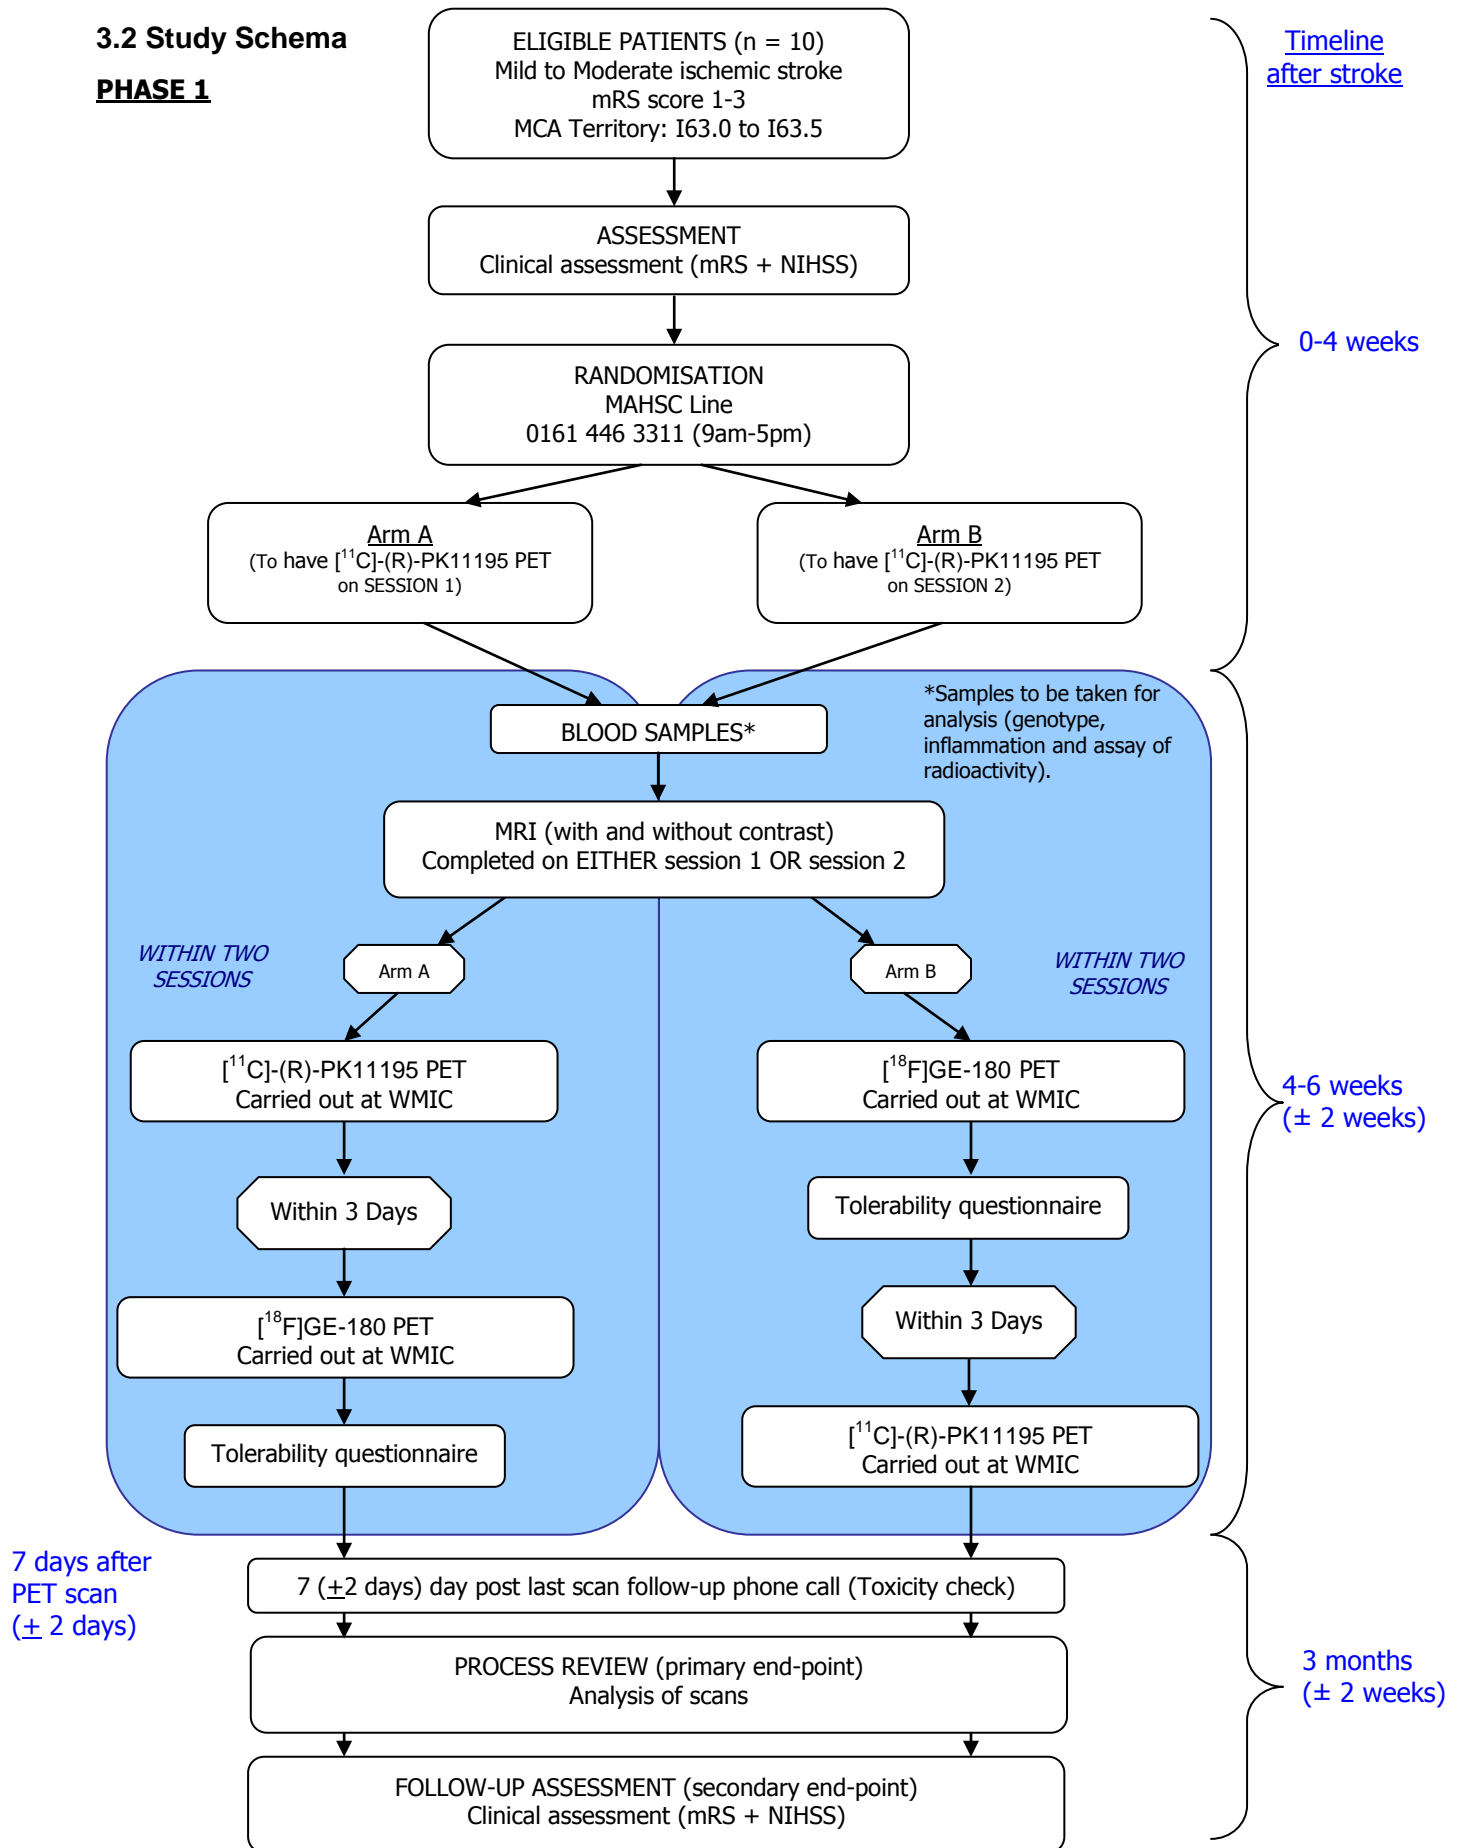 3.2 Study Schema
PHASE 1
ELIGIBLE PATIENTS (n = 10)
Mild to Moderate ischemic stroke
mRS score 1-3
MCA Territory: I63.0 to I63.5
Timeline
after stroke
ASSESSMENT
Clinical assessment (mRS + NIHSS)
0-4 weeks
RANDOMISATION
MAHSC Line
0161 446 3311 (9am-5pm)
Arm A
(To have [¹¹C]-(R)-PK11195 PET
on SESSION 1)
Arm B
(To have [¹¹C]-(R)-PK11195 PET
on SESSION 2)
BLOOD SAMPLES*
*Samples to be taken for
analysis (genotype,
inflammation and assay of
radioactivity).
MRI (with and without contrast)
Completed on EITHER session 1 OR session 2
WITHIN TWO
SESSIONS
Arm A
Arm B
WITHIN TWO
SESSIONS
[¹¹C]-(R)-PK11195 PET
Carried out at WMIC
Within 3 Days
[¹⁸F]GE-180 PET
Carried out at WMIC
Tolerability questionnaire
[¹⁸F]GE-180 PET
Carried out at WMIC
Tolerability questionnaire
Within 3 Days
[¹¹C]-(R)-PK11195 PET
Carried out at WMIC
4-6 weeks
(± 2 weeks)
7 days after
PET scan
(± 2 days)
7 (±2 days) day post last scan follow-up phone call (Toxicity check)
PROCESS REVIEW (primary end-point)
Analysis of scans
3 months
(± 2 weeks)
FOLLOW-UP ASSESSMENT (secondary end-point)
Clinical assessment (mRS + NIHSS)